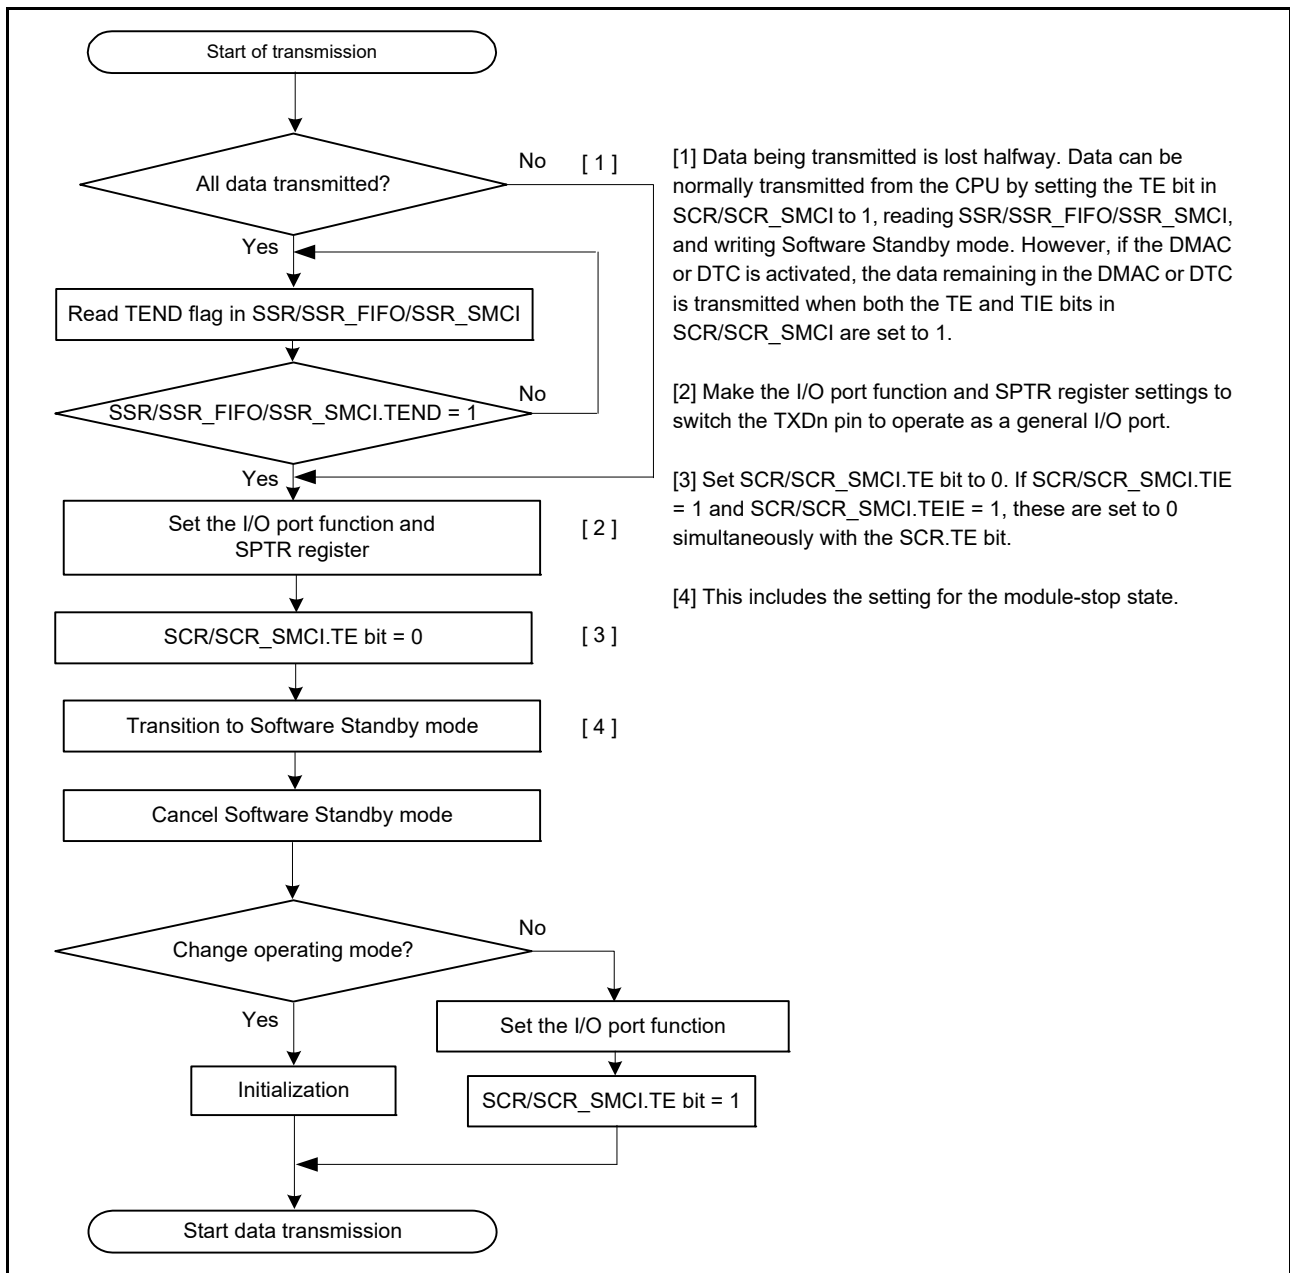 Start of transmission
All data transmitted?
No
[ 1 ]
Yes
Read TEND flag in SSR/SSR_FIFO/SSR_SMCI
SSR/SSR_FIFO/SSR_SMCI.TEND = 1
No
Yes
Set the I/O port function and
SPTR register
[ 2 ]
SCR/SCR_SMCI.TE bit = 0
[ 3 ]
Transition to Software Standby mode
[ 4 ]
Cancel Software Standby mode
Change operating mode?
No
Yes
Set the I/O port function
Initialization
SCR/SCR_SMCI.TE bit = 1
Start data transmission
[1] Data being transmitted is lost halfway. Data can be
normally transmitted from the CPU by setting the TE bit in
SCR/SCR_SMCI to 1, reading SSR/SSR_FIFO/SSR_SMCI,
and writing Software Standby mode. However, if the DMAC
or DTC is activated, the data remaining in the DMAC or DTC
is transmitted when both the TE and TIE bits in
SCR/SCR_SMCI are set to 1.
[2] Make the I/O port function and SPTR register settings to
switch the TXDn pin to operate as a general I/O port.
[3] Set SCR/SCR_SMCI.TE bit to 0. If SCR/SCR_SMCI.TIE
= 1 and SCR/SCR_SMCI.TEIE = 1, these are set to 0
simultaneously with the SCR.TE bit.
[4] This includes the setting for the module-stop state.